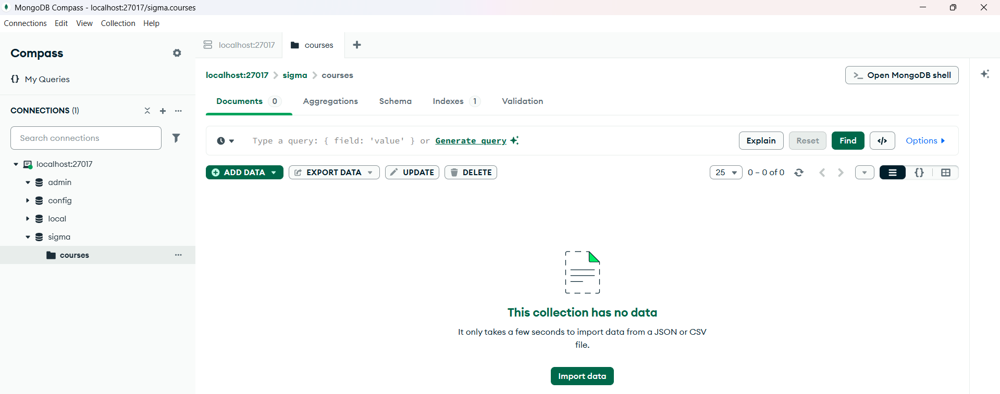 MongoDB Compass - localhost:27017/sigma.courses
Connections Edit View Collection Help
Compass
{} My Queries
CONNECTIONS (1)
Search connections
localhost:27017
admin
config
local
sigma
courses
localhost:27017 courses
localhost:27017 > sigma > courses
>_ Open MongoDB shell
Documents 0 Aggregations Schema Indexes 1 Validation
Type a query: { field: 'value' } or Generate query
Explain Reset Find </> Options
ADD DATA EXPORT DATA UPDATE DELETE
25 0 – 0 of 0 {}
This collection has no data
It only takes a few seconds to import data from a JSON or CSV
file.
Import data